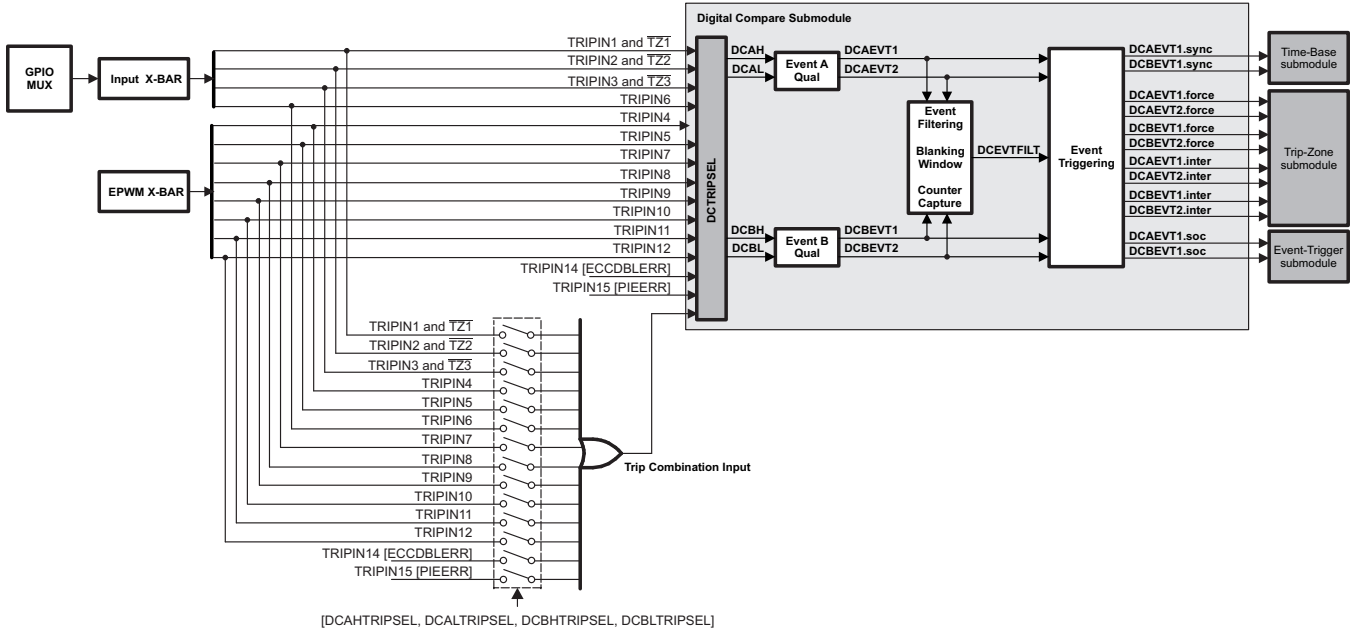 Digital Compare Submodule
GPIO
MUX
Input X-BAR
EPWM X-BAR
TRIPIN1 and TZ1
TRIPIN2 and TZ2
TRIPIN3 and TZ3
TRIPIN6
TRIPIN4
TRIPIN5
TRIPIN7
TRIPIN8
TRIPIN9
TRIPIN10
TRIPIN11
TRIPIN12
TRIPIN14 [ECCDBLERR]
TRIPIN15 [PIEERR]
DCTRIPSEL
DCAH
DCAL
Event A
Qual
DCAEVT1
DCAEVT2
Event
Filtering
Blanking
Window
Counter
Capture
DCEVTFILT
DCBH
DCBL
Event B
Qual
DCBEVT1
DCBEVT2
Event
Triggering
DCAEVT1.sync
DCBEVT1.sync
DCAEVT1.force
DCAEVT2.force
DCBEVT1.force
DCBEVT2.force
DCAEVT1.inter
DCAEVT2.inter
DCBEVT1.inter
DCBEVT2.inter
DCAEVT1.soc
DCBEVT1.soc
Time-Base
submodule
Trip-Zone
submodule
Event-Trigger
submodule
TRIPIN1 and TZ1
TRIPIN2 and TZ2
TRIPIN3 and TZ3
TRIPIN4
TRIPIN5
TRIPIN6
TRIPIN7
TRIPIN8
TRIPIN9
TRIPIN10
TRIPIN11
TRIPIN12
TRIPIN14 [ECCDBLERR]
TRIPIN15 [PIEERR]
Trip Combination Input
[DCAHTRIPSEL, DCALTRIPSEL, DCBHTRIPSEL, DCBLTRIPSEL]